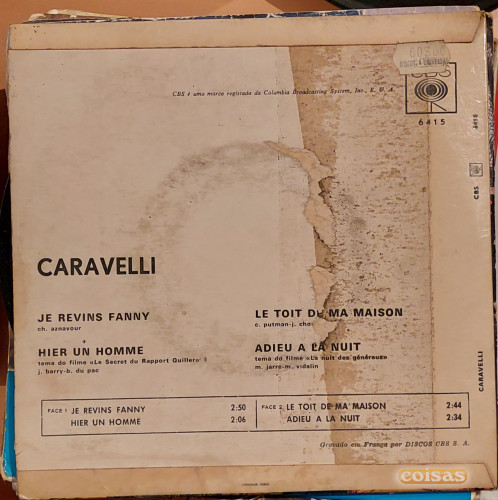 60$00
CBS é uma marca registada da Columbia Broadcasting System, Inc., E. U. A.
CBS
6415
6415
CBS
CARAVELLI
JE REVINS FANNY
ch. aznavour
+
HIER UN HOMME
tema do filme «Le Secret du Rapport Quiller»
j. barry-b. du pac
LE TOIT DE MA MAISON
c. putman-j.
ADIEU A LA NUIT
tema do filme «La nuit des généraux»
m. jarre-m. vidalin
CARAVELLI
FACE 1 JE REVINS FANNY 2:50
HIER UN HOMME 2:06
FACE 2 LE TOIT DE MA MAISON 2:44
ADIEU A LA NUIT 2:34
Gravado em França por DISCOS CBS S. A.
coisas